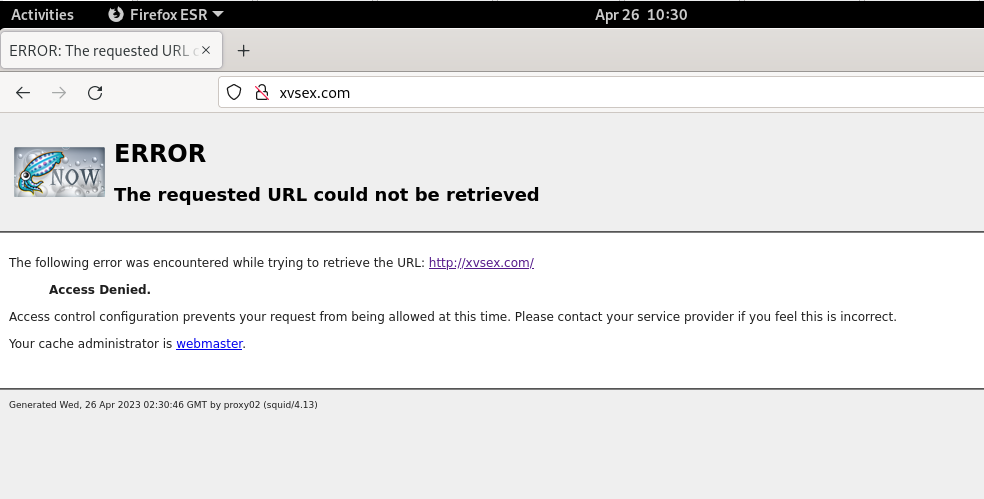 Activities Firefox ESR Apr 26 10:30
ERROR: The requested URL
xvsex.com
NOW
ERROR
The requested URL could not be retrieved
The following error was encountered while trying to retrieve the URL: http://xvsex.com/
Access Denied.
Access control configuration prevents your request from being allowed at this time. Please contact your service provider if you feel this is incorrect.
Your cache administrator is webmaster.
Generated Wed, 26 Apr 2023 02:30:46 GMT by proxy02 (squid/4.13)